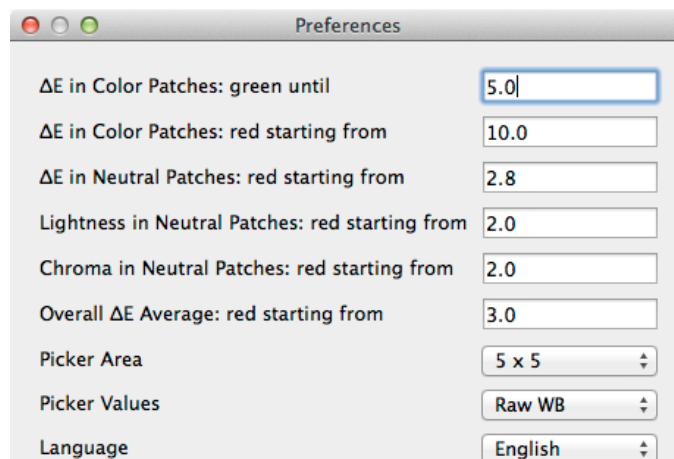 Preferences
ΔE in Color Patches: green until 5.0
ΔE in Color Patches: red starting from 10.0
ΔE in Neutral Patches: red starting from 2.8
Lightness in Neutral Patches: red starting from 2.0
Chroma in Neutral Patches: red starting from 2.0
Overall ΔE Average: red starting from 3.0
Picker Area 5 x 5
Picker Values Raw WB
Language English